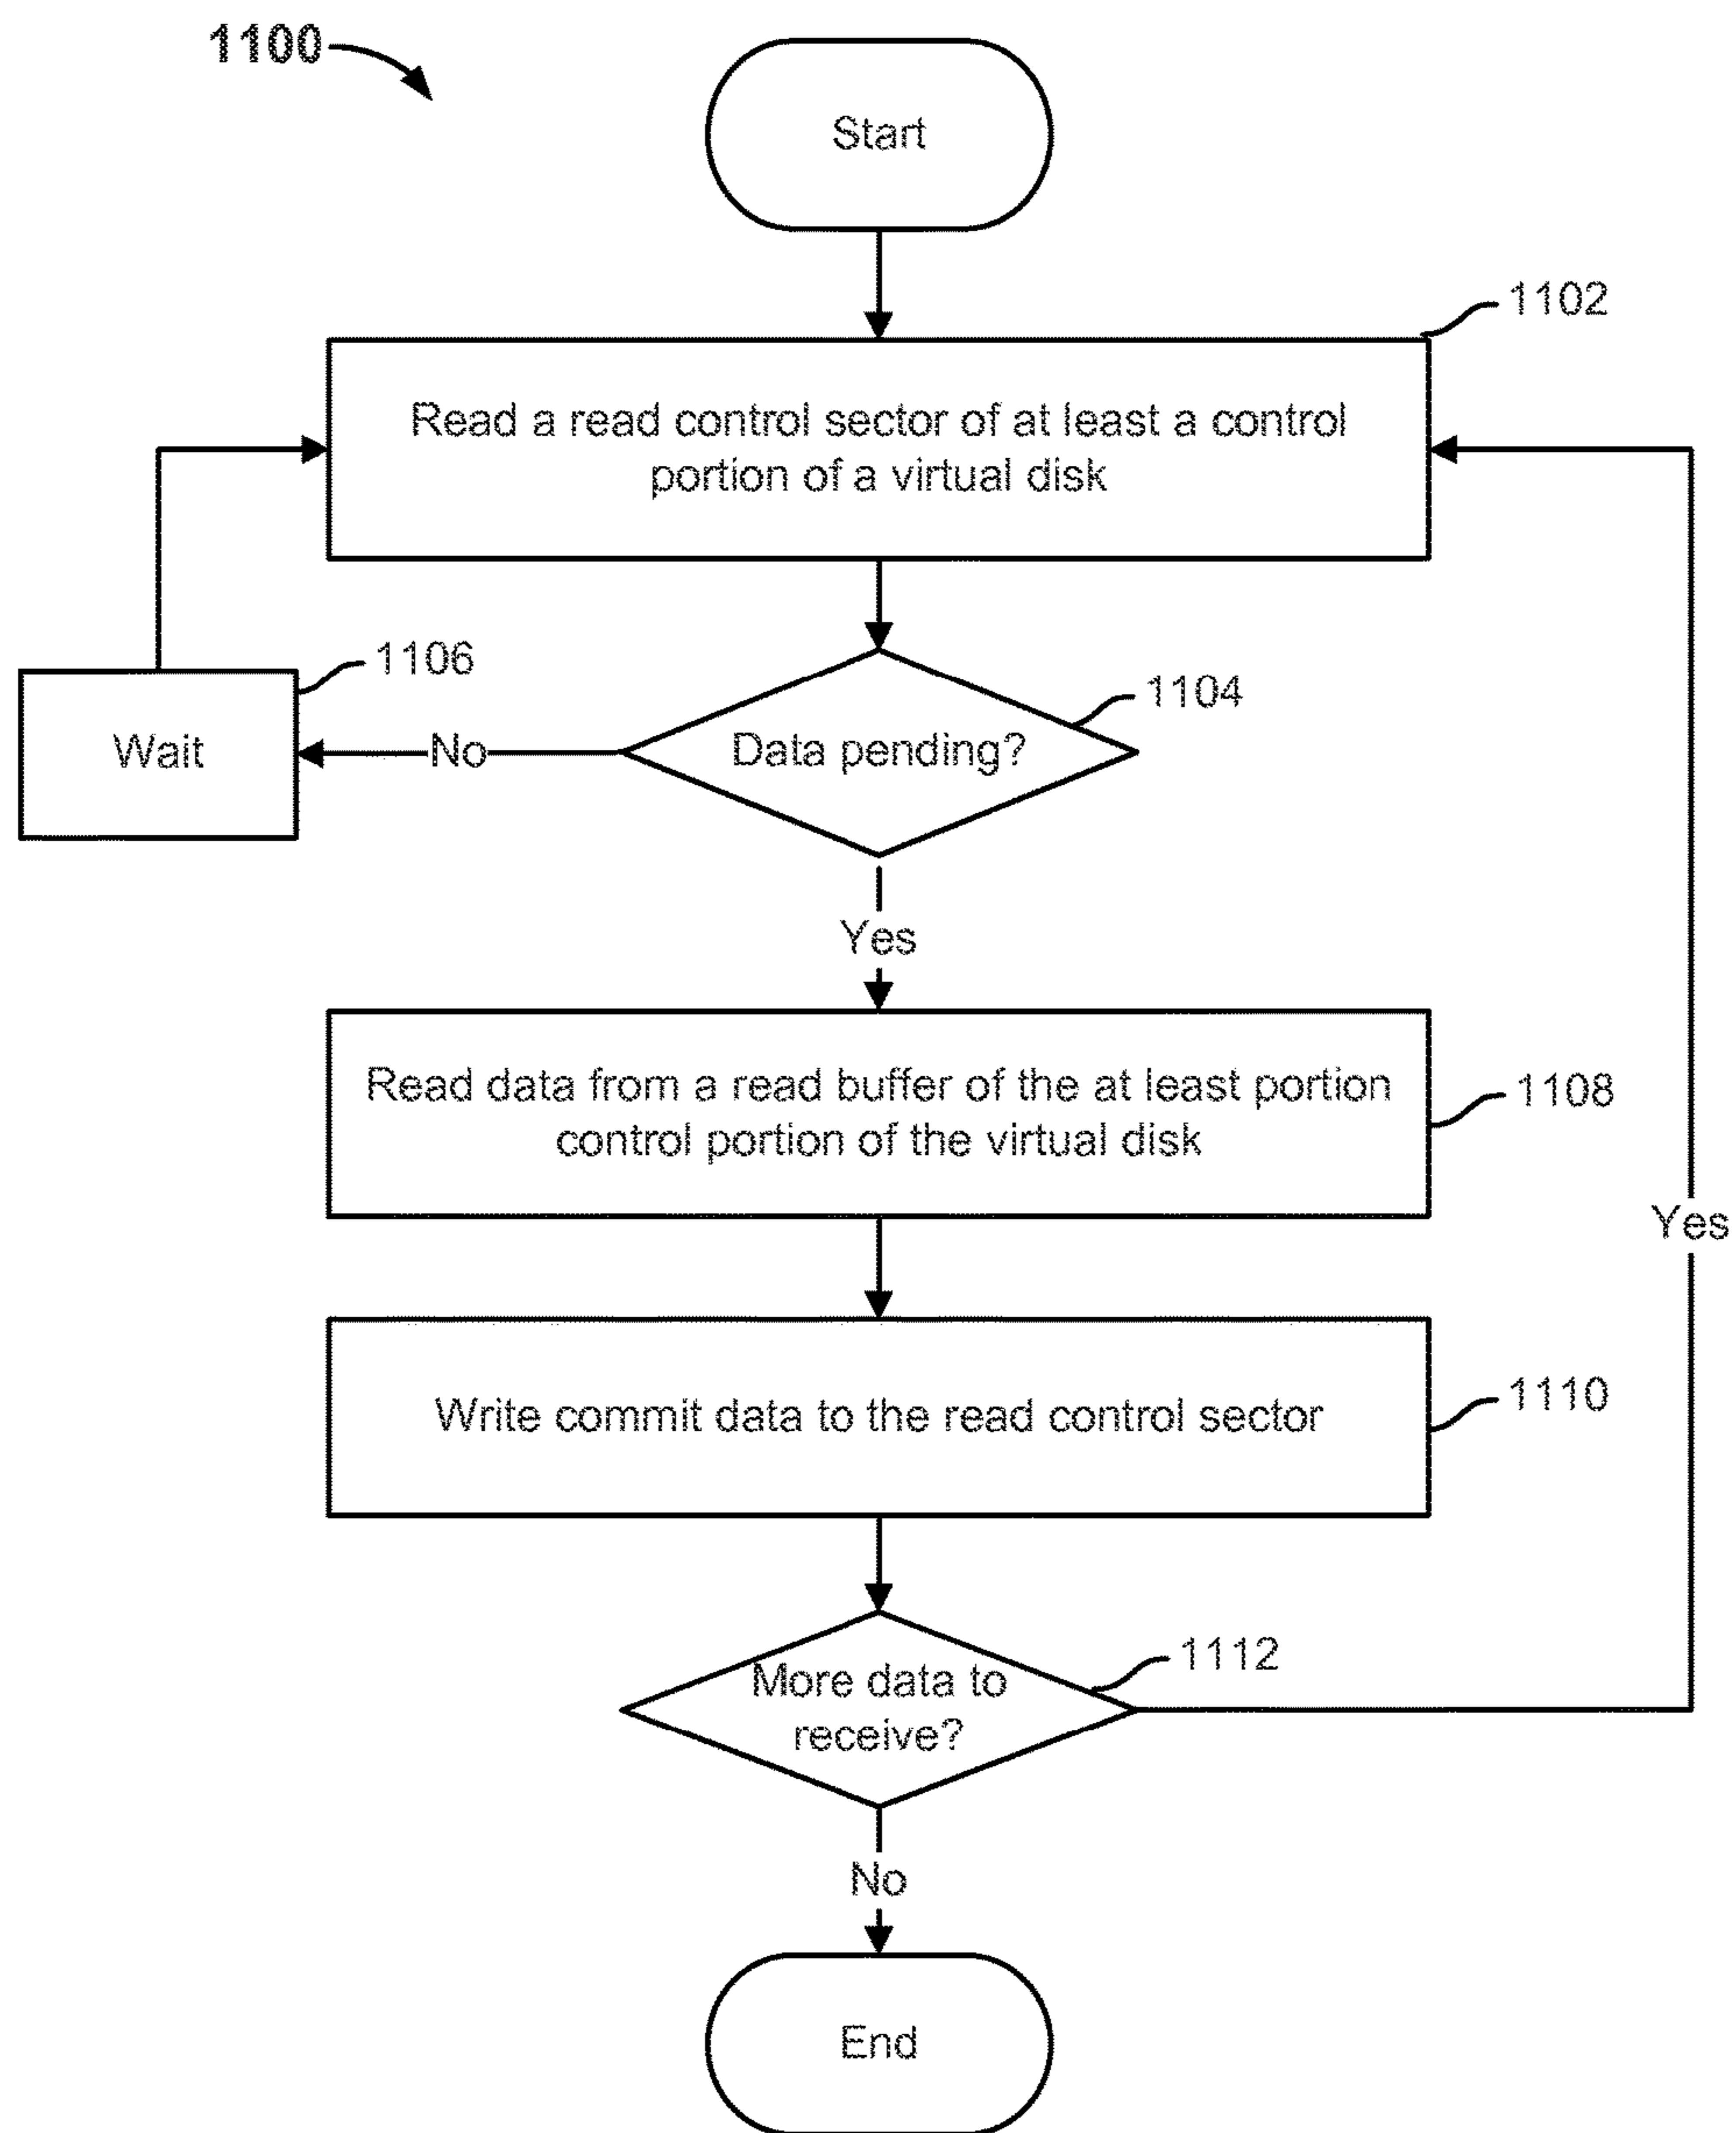 1100
Start
1102
Read a read control sector of at least a control
portion of a virtual disk
1106
1104
Wait
No
Data pending?
Yes
Read data from a read buffer of the at least portion
control portion of the virtual disk
1108
Yes
Write commit data to the read control sector
1110
More data to
receive?
1112
No
End